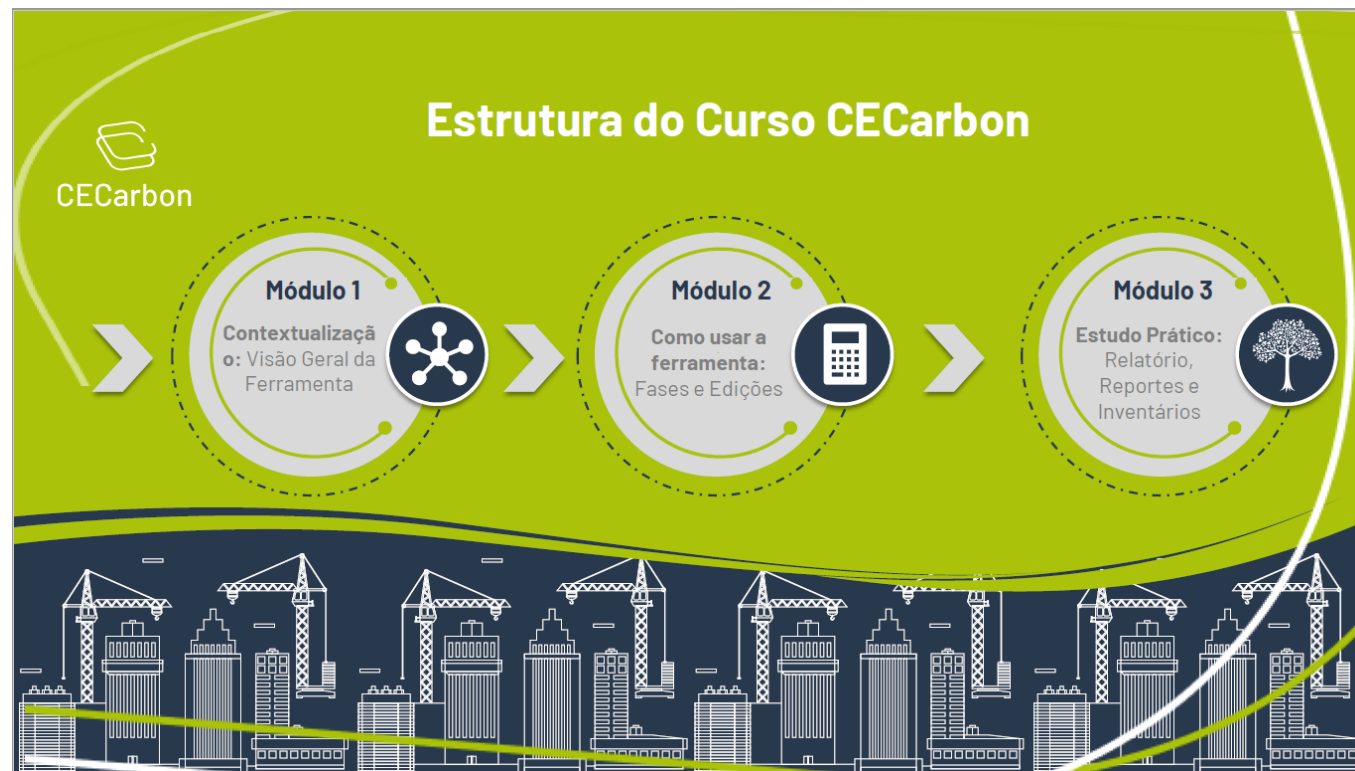 Estrutura do Curso CECarbon
CECarbon
Módulo 1
Contextualizaçã
o: Visão Geral da
Ferramenta
Módulo 2
Como usar a
ferramenta:
Fases e Edições
Módulo 3
Estudo Prático:
Relatório,
Reportes e
Inventários